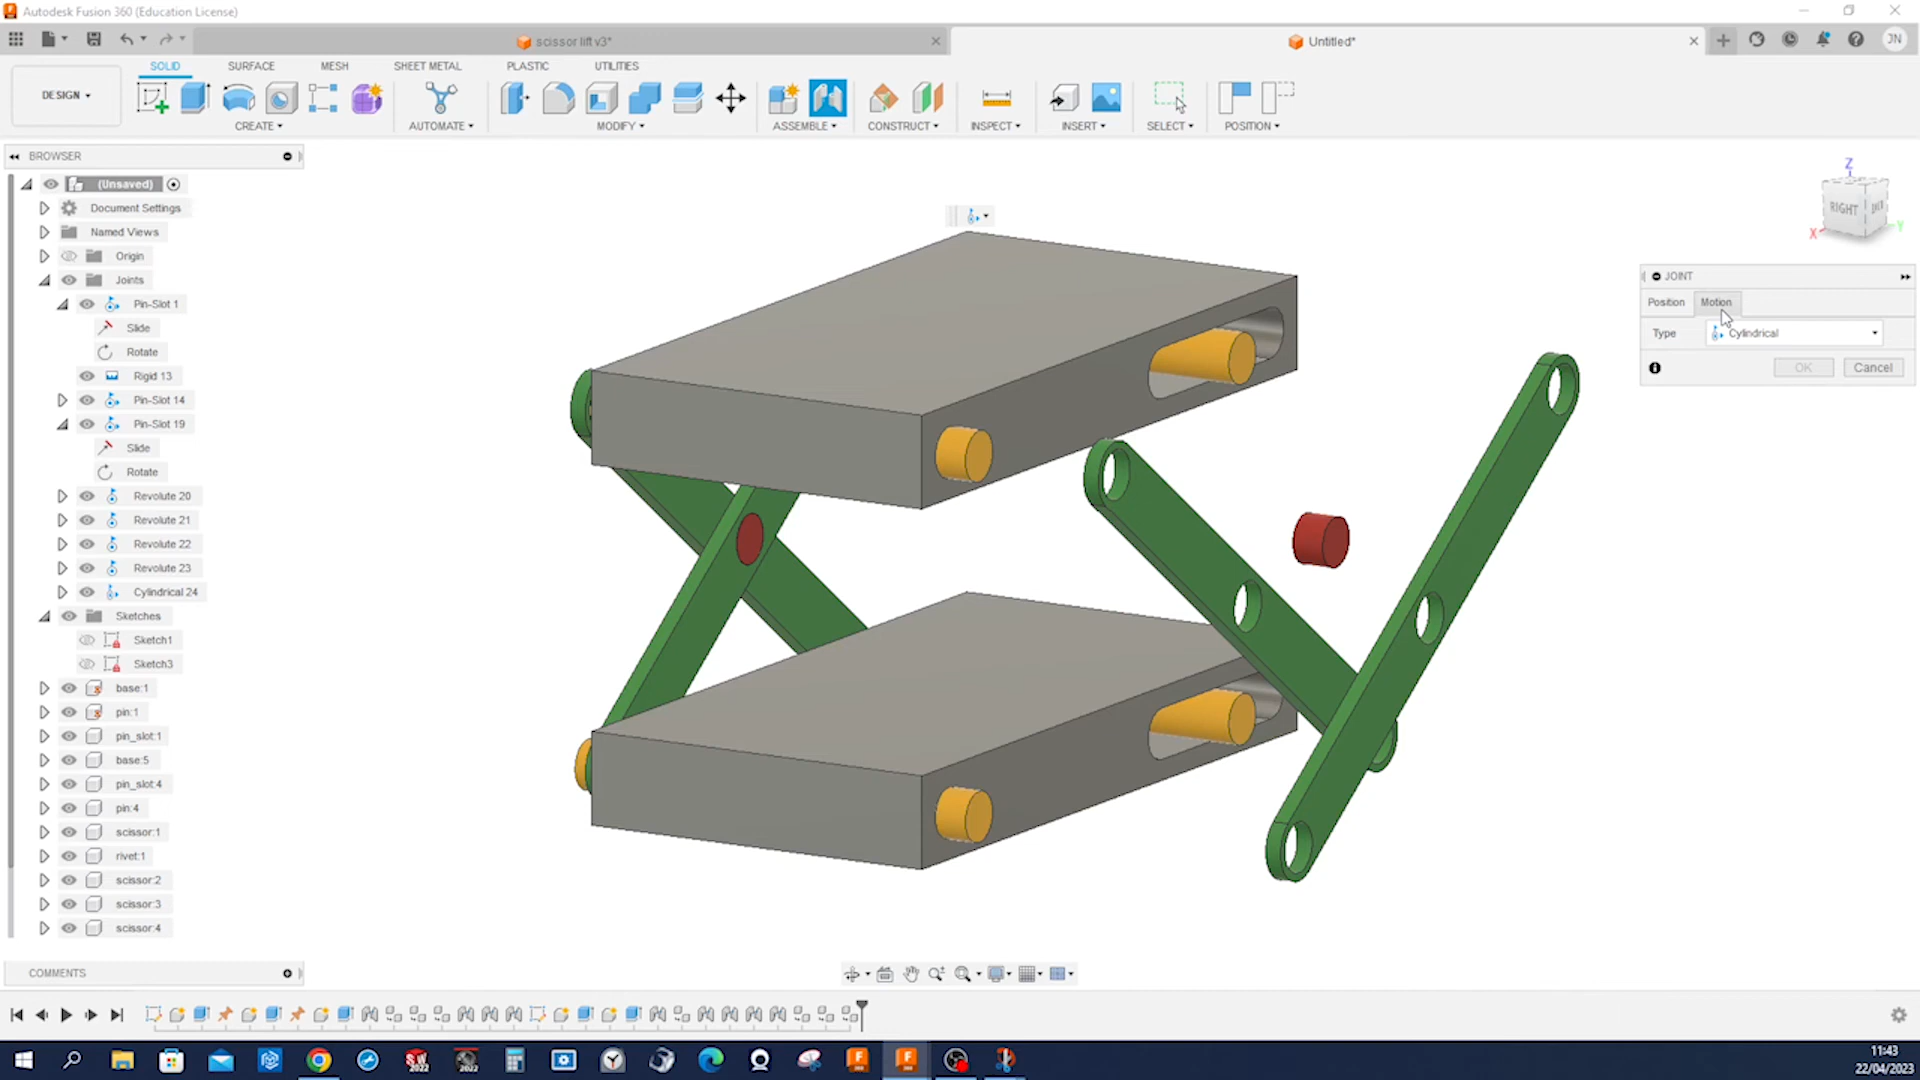 Autodesk Fusion 360 (Education License)
scissor lift v3*
Untitled*
JN
DESIGN
SOLID
SURFACE
MESH
SHEET METAL
PLASTIC
UTILITIES
CREATE
AUTOMATE
MODIFY
ASSEMBLE
CONSTRUCT
INSPECT
INSERT
SELECT
POSITION
BROWSER
(Unsaved)
Document Settings
Named Views
Origin
Joints
Pin-Slot 1
Slide
Rotate
Rigid 13
Pin-Slot 14
Pin-Slot 19
Slide
Rotate
Revolute 20
Revolute 21
Revolute 22
Revolute 23
Cylindrical 24
Sketches
Sketch1
Sketch3
base:1
pin:1
pin_slot:1
base:5
pin_slot:4
pin:4
scissor:1
rivet:1
scissor:2
scissor:3
scissor:4
Z
RIGHT
X
Y
JOINT
Position
Motion
Type
Cylindrical
OK
Cancel
COMMENTS
SW
2022
2022
F
F
11:43
22/04/2023